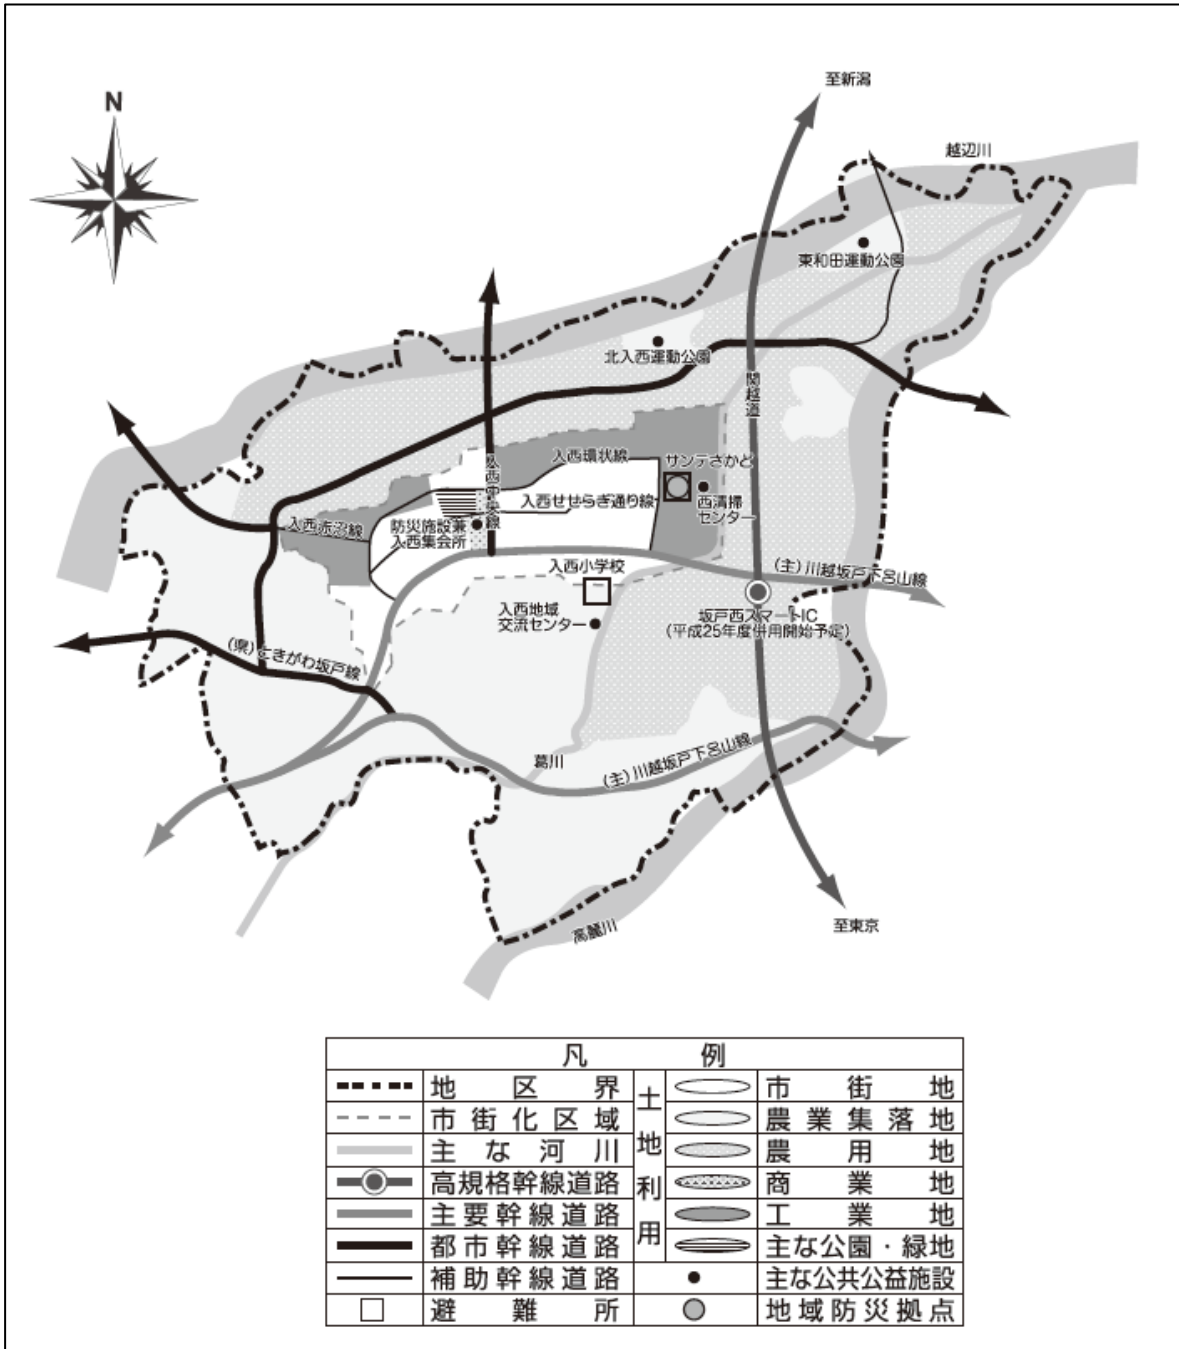 N
至新潟
越辺川
東和田運動公園
北入西運動公園
関越道
入西環状線
サンテさかど
入西中央線
入西せせらぎ通り線
西清掃
センター
入西赤沼線
防災施設兼
入西集会所
入西小学校
(主)川越坂戸下呂山線
入西地域
交流センター
坂戸西スマートIC
(平成25年度併用開始予定)
(県)ときがわ坂戸線
葛川
(主)川越坂戸下呂山線
高麗川
至東京
凡例
地区界
市街化区域
主な河川
高規格幹線道路
主要幹線道路
都市幹線道路
補助幹線道路
避難所
土地利用
市街地
農業集落地
農用地
商業地
工業地
主な公園・緑地
主な公共公益施設
地域防災拠点